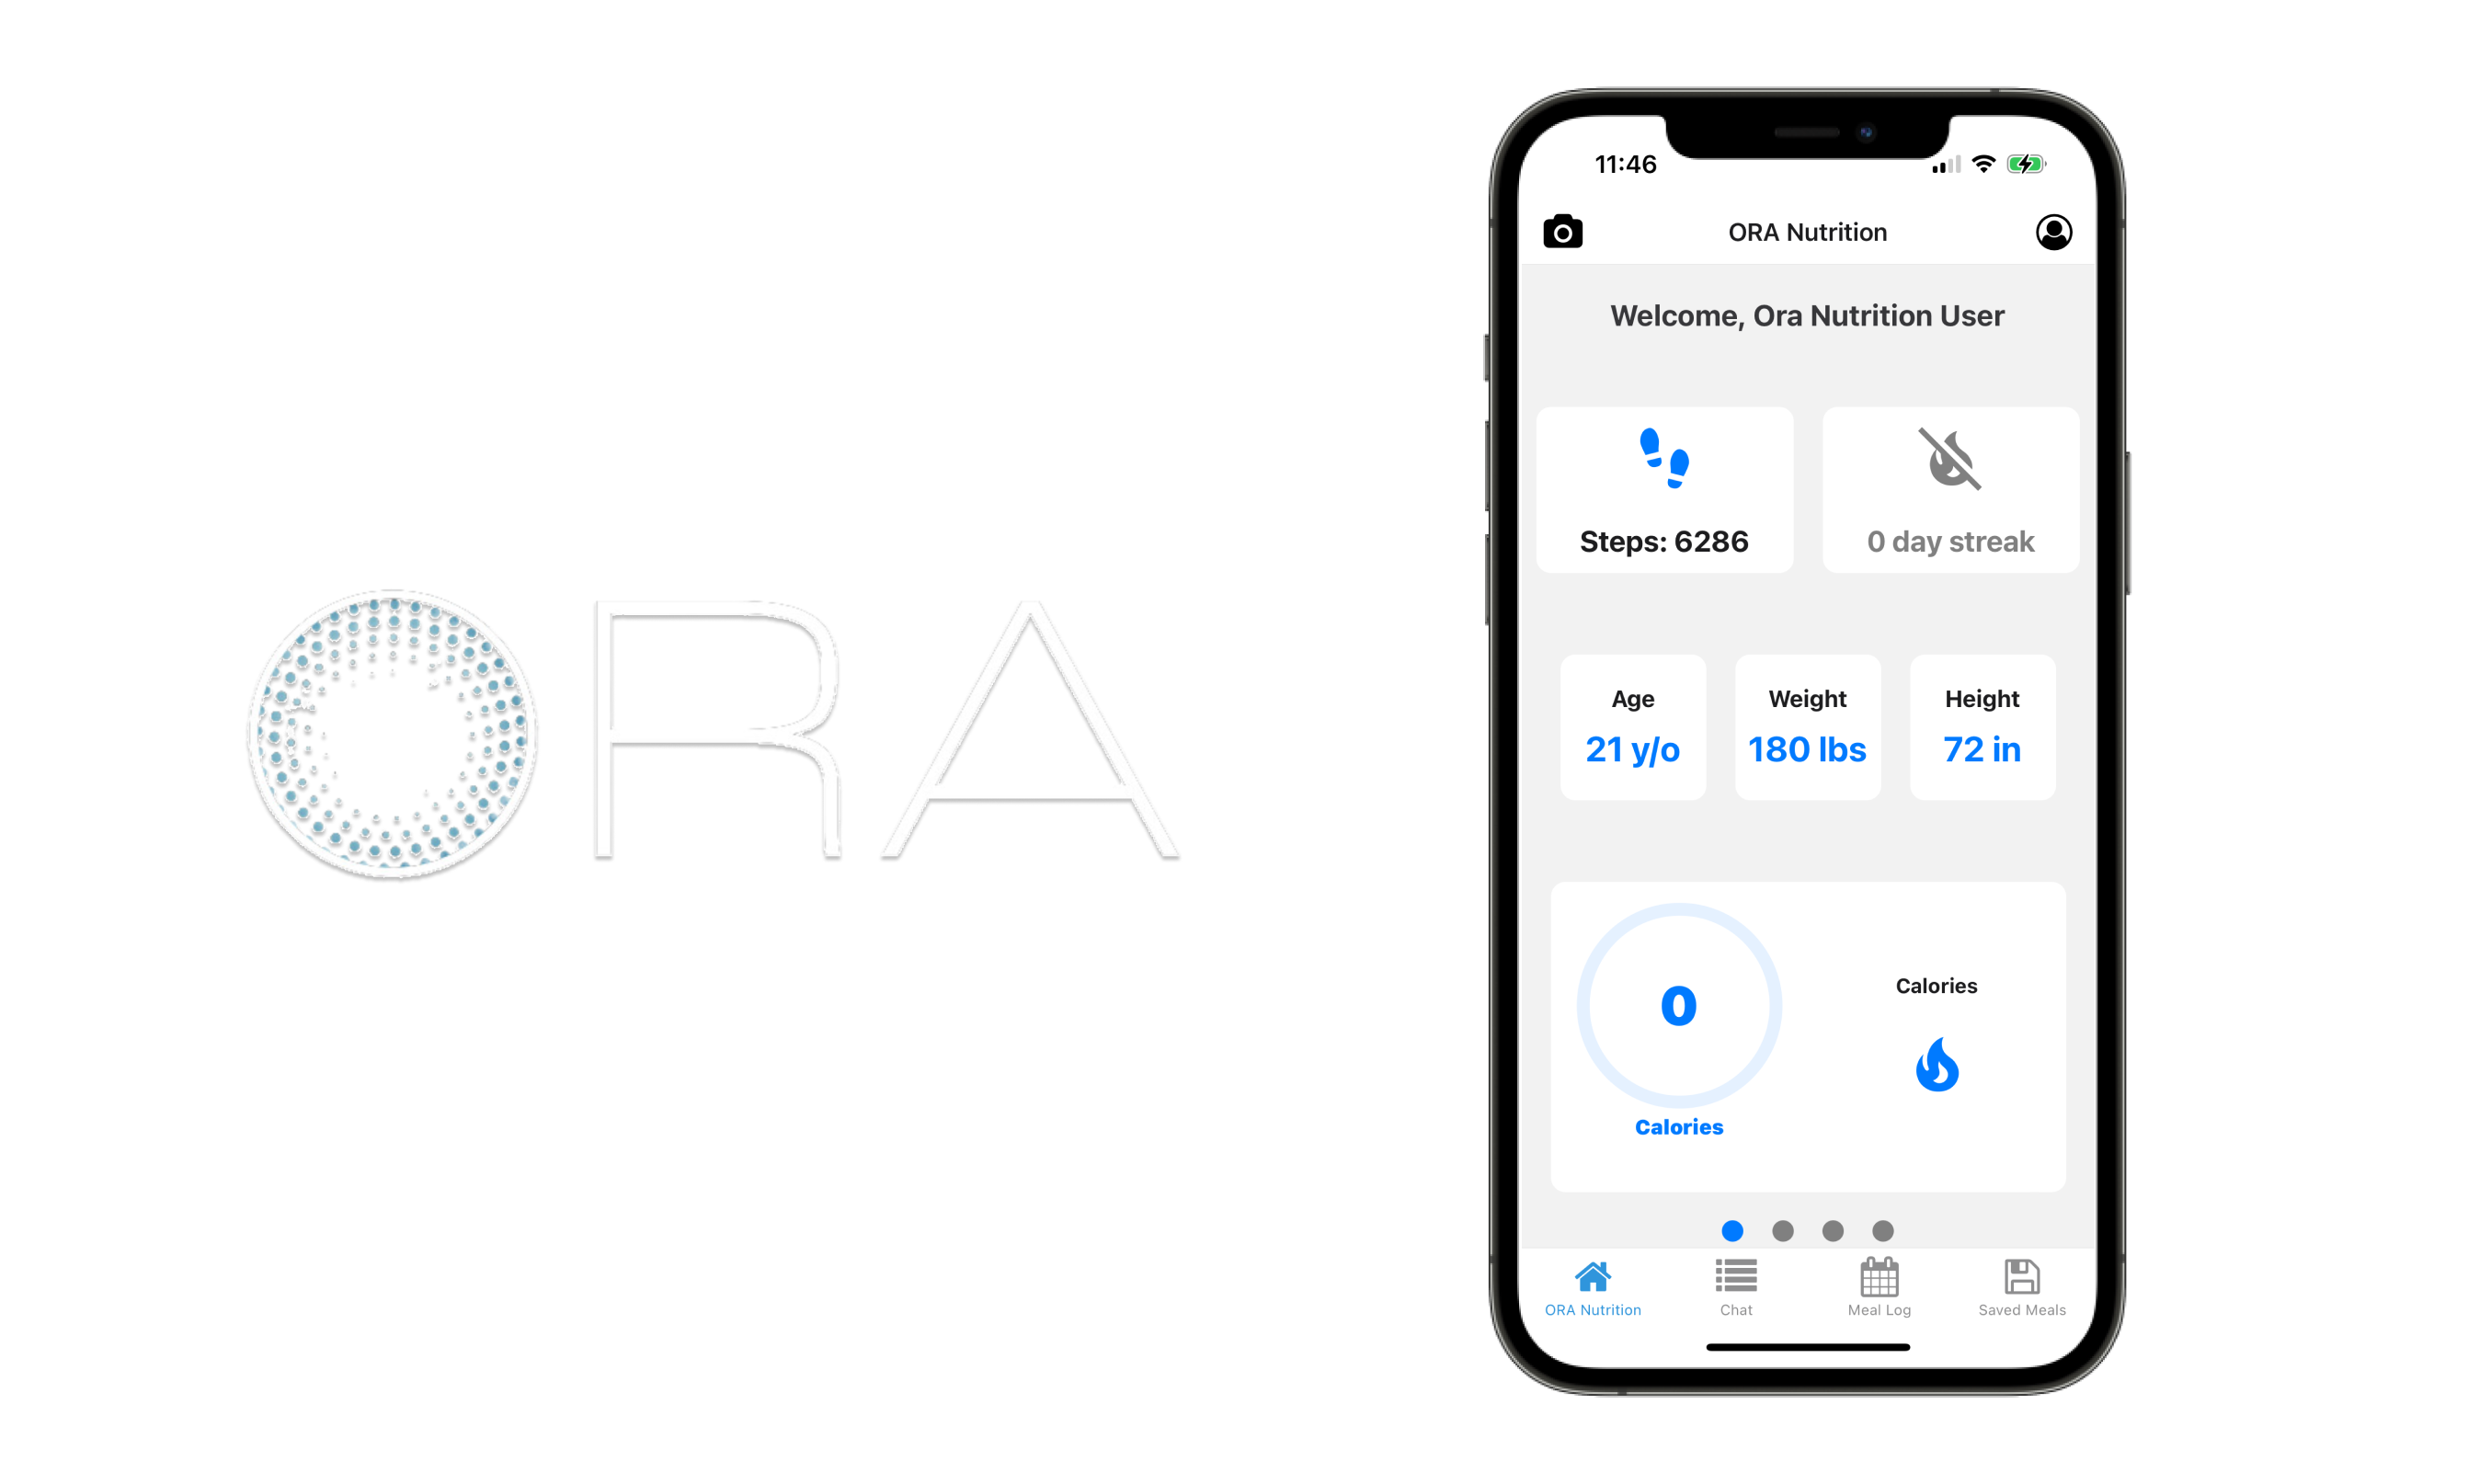 ORA
11:46
ORA Nutrition
Welcome, Ora Nutrition User
Steps: 6286
0 day streak
Age
21 y/o
Weight
180 lbs
Height
72 in
0
Calories
Calories
ORA Nutrition
Chat
Meal Log
Saved Meals